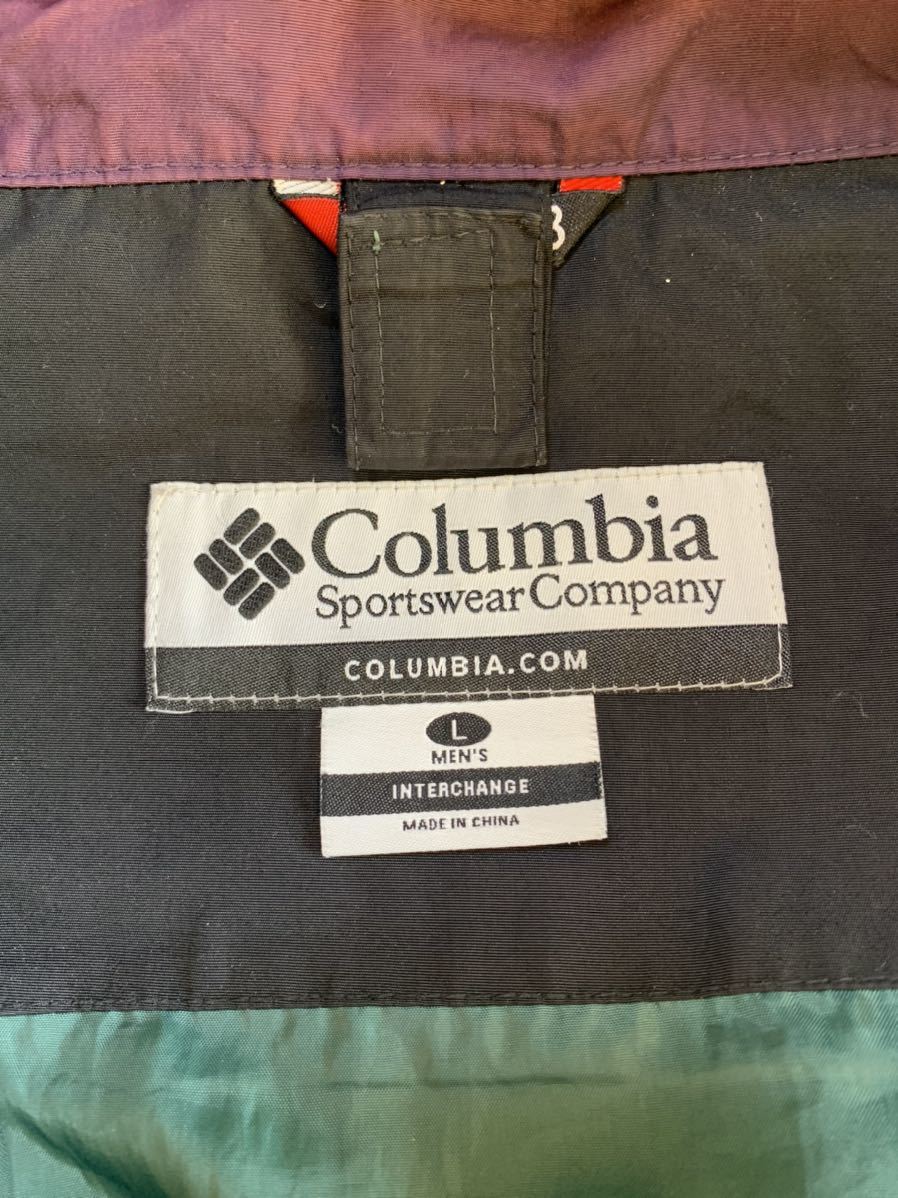 Columbia
Sportswear Company
COLUMBIA.COM
L
MEN'S
INTERCHANGE
MADE IN CHINA